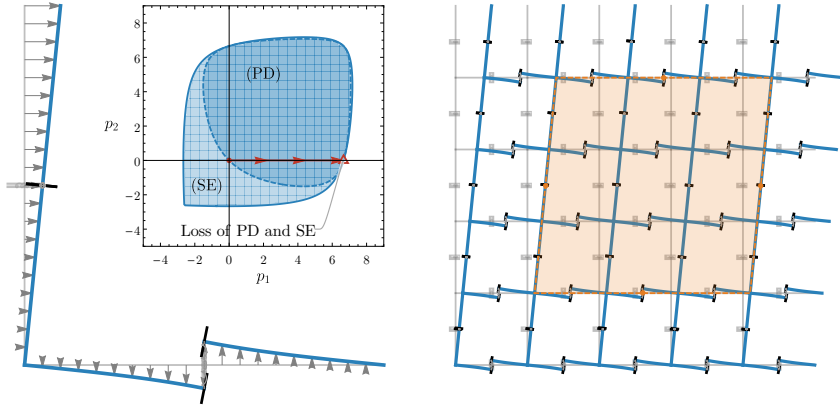 8
6
(PD)
4
p₂
2
0
(SE)
−2
−4
Loss of PD and SE
−4 −2 0 2 4 6 8
p₁